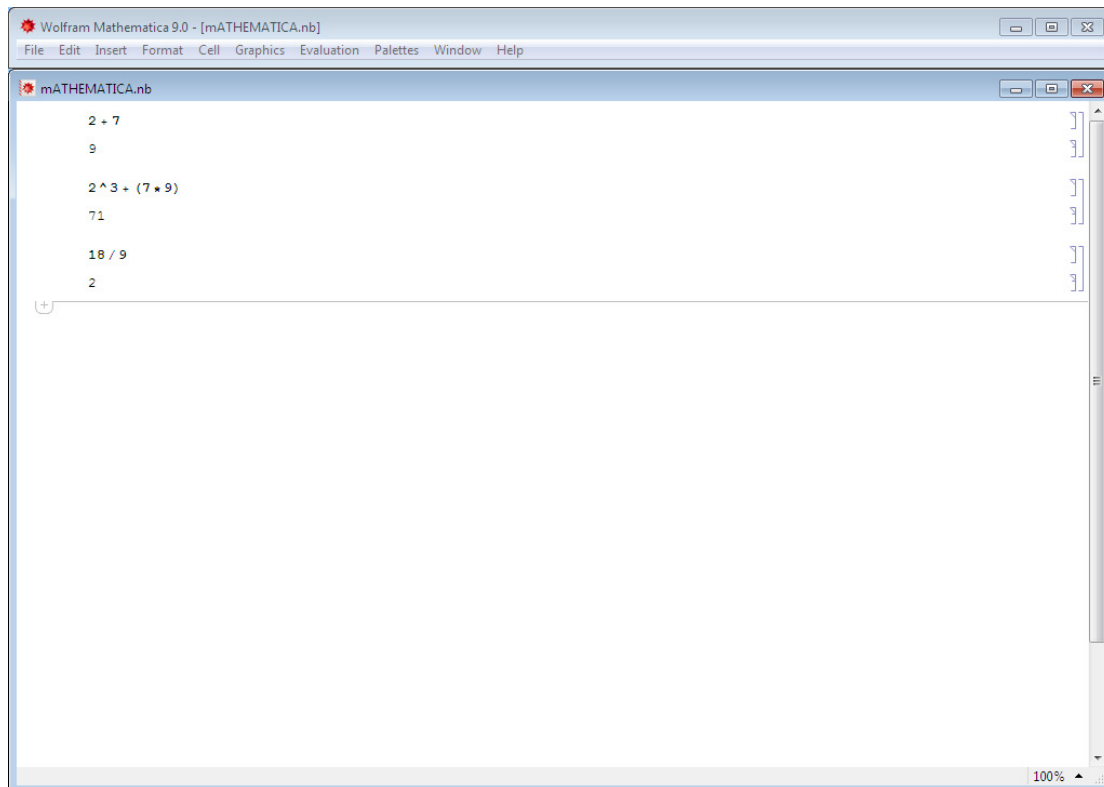 Wolfram Mathematica 9.0 - [mATHEMATICA.nb]
File Edit Insert Format Cell Graphics Evaluation Palettes Window Help
mATHEMATICA.nb
2 + 7
9
2 ^ 3 + (7 * 9)
71
18 / 9
2
100%